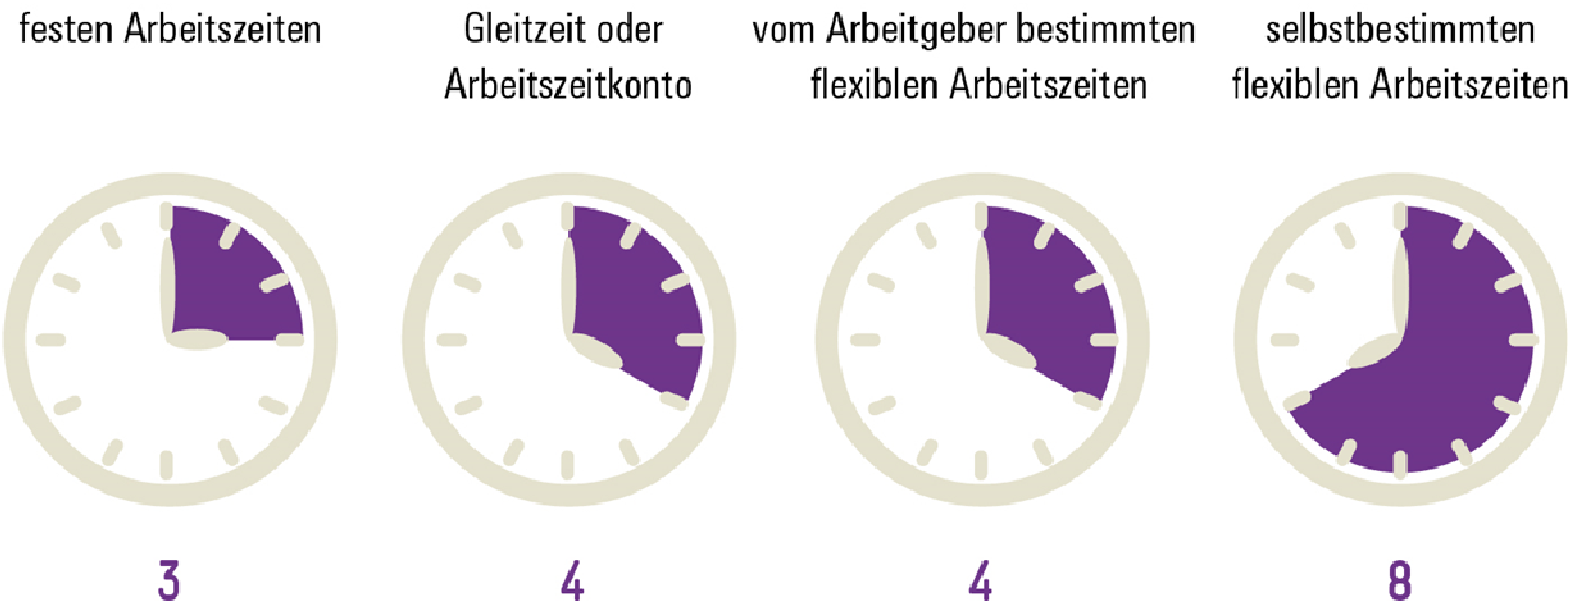 festen Arbeitszeiten
Gleitzeit oder
Arbeitszeitkonto
vom Arbeitgeber bestimmten
flexiblen Arbeitszeiten
selbstbestimmten
flexiblen Arbeitszeiten
3
4
4
8